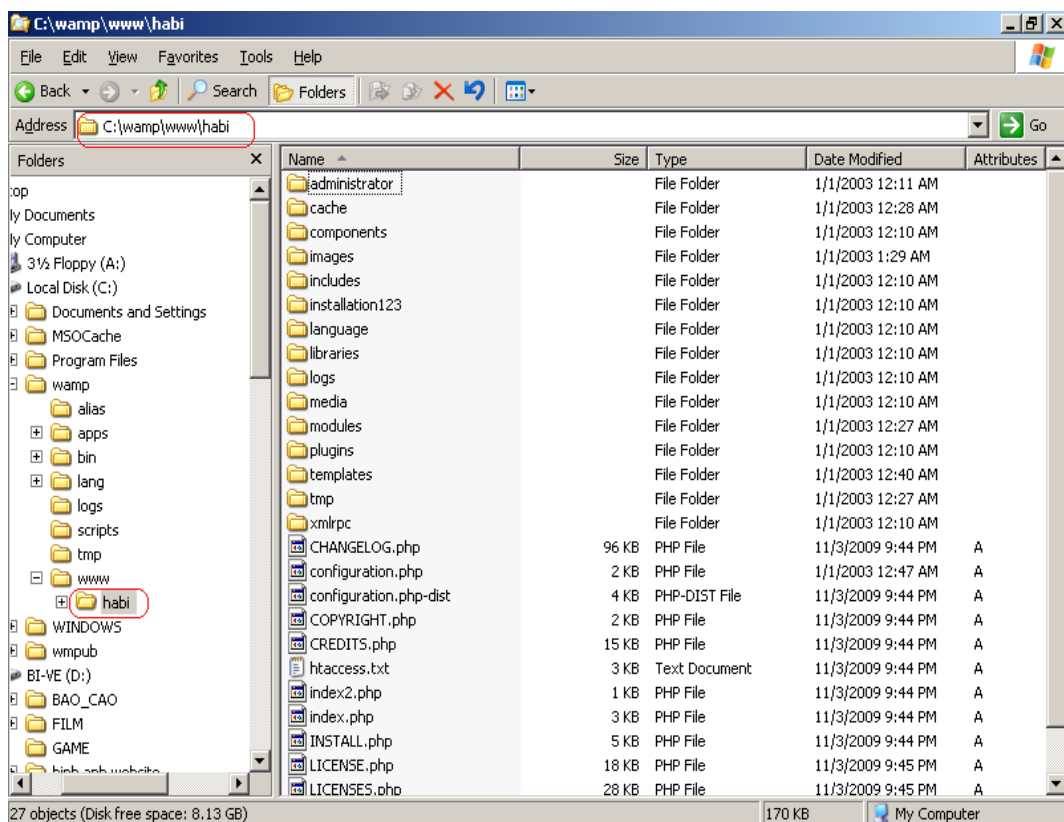 C:\wamp\www\habi
File Edit View Favorites Tools Help
Back Search Folders
Address C:\wamp\www\habi Go
Folders Name Size Type Date Modified Attributes
top
ly Documents
ly Computer
3½ Floppy (A:)
Local Disk (C:)
Documents and Settings
MSOCache
Program Files
wamp
alias
apps
bin
lang
logs
scripts
tmp
www
habi
WINDOWS
wmpub
BI-VE (D:)
BAO_CAO
FILM
GAME
hinh anh website
administrator File Folder 1/1/2003 12:11 AM
cache File Folder 1/1/2003 12:28 AM
components File Folder 1/1/2003 12:10 AM
images File Folder 1/1/2003 1:29 AM
includes File Folder 1/1/2003 12:10 AM
installation123 File Folder 1/1/2003 12:10 AM
language File Folder 1/1/2003 12:10 AM
libraries File Folder 1/1/2003 12:10 AM
logs File Folder 1/1/2003 12:10 AM
media File Folder 1/1/2003 12:10 AM
modules File Folder 1/1/2003 12:27 AM
plugins File Folder 1/1/2003 12:10 AM
templates File Folder 1/1/2003 12:40 AM
tmp File Folder 1/1/2003 12:27 AM
xmlrpc File Folder 1/1/2003 12:10 AM
CHANGELOG.php 96 KB PHP File 11/3/2009 9:44 PM A
configuration.php 2 KB PHP File 1/1/2003 12:47 AM A
configuration.php-dist 4 KB PHP-DIST File 11/3/2009 9:44 PM A
COPYRIGHT.php 2 KB PHP File 11/3/2009 9:44 PM A
CREDITS.php 15 KB PHP File 11/3/2009 9:44 PM A
htaccess.txt 3 KB Text Document 11/3/2009 9:44 PM A
index2.php 1 KB PHP File 11/3/2009 9:44 PM A
index.php 3 KB PHP File 11/3/2009 9:44 PM A
INSTALL.php 5 KB PHP File 11/3/2009 9:44 PM A
LICENSE.php 18 KB PHP File 11/3/2009 9:45 PM A
LICENSES.php 28 KB PHP File 11/3/2009 9:45 PM A
27 objects (Disk free space: 8.13 GB) 170 KB My Computer